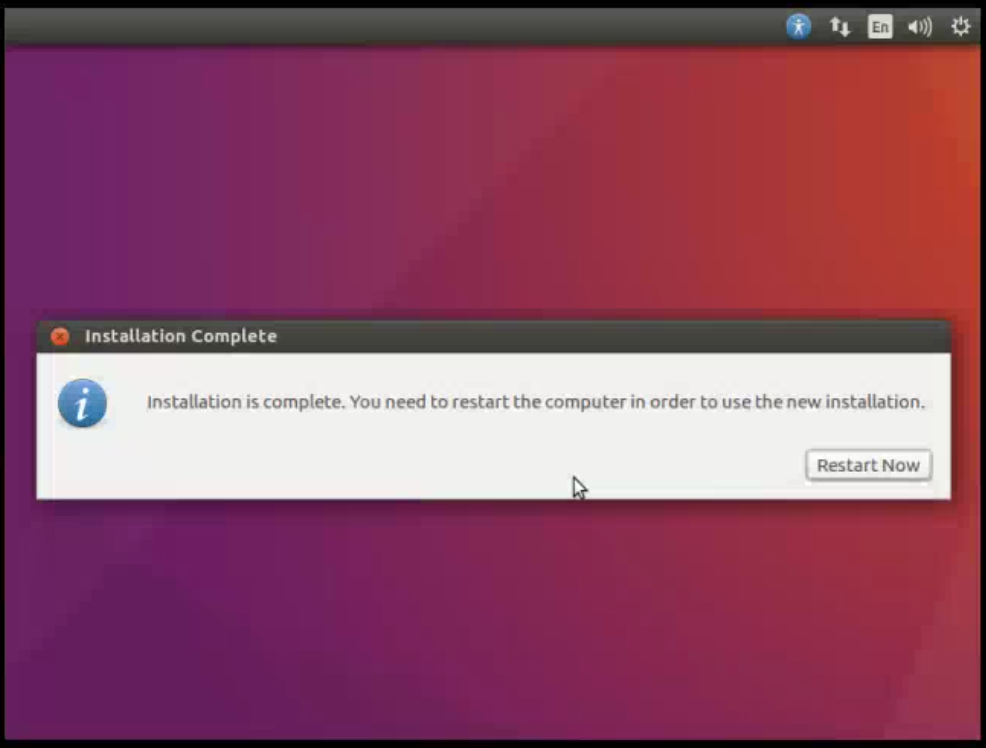 En
Installation Complete
Installation is complete. You need to restart the computer in order to use the new installation.
Restart Now